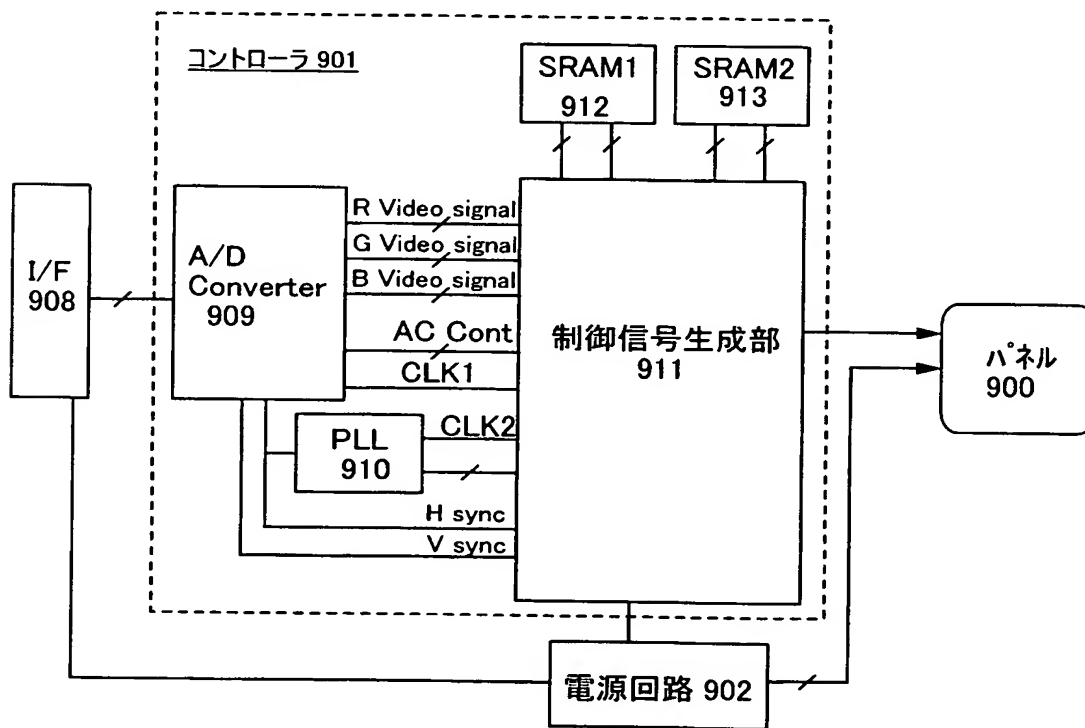 コントローラ 901
SRAM1
912
SRAM2
913
I/F
908
A/D
Converter
909
R Video signal
G Video signal
B Video signal
AC Cont
CLK1
PLL
910
CLK2
H sync
V sync
制御信号生成部
911
パネル
900
電源回路 902